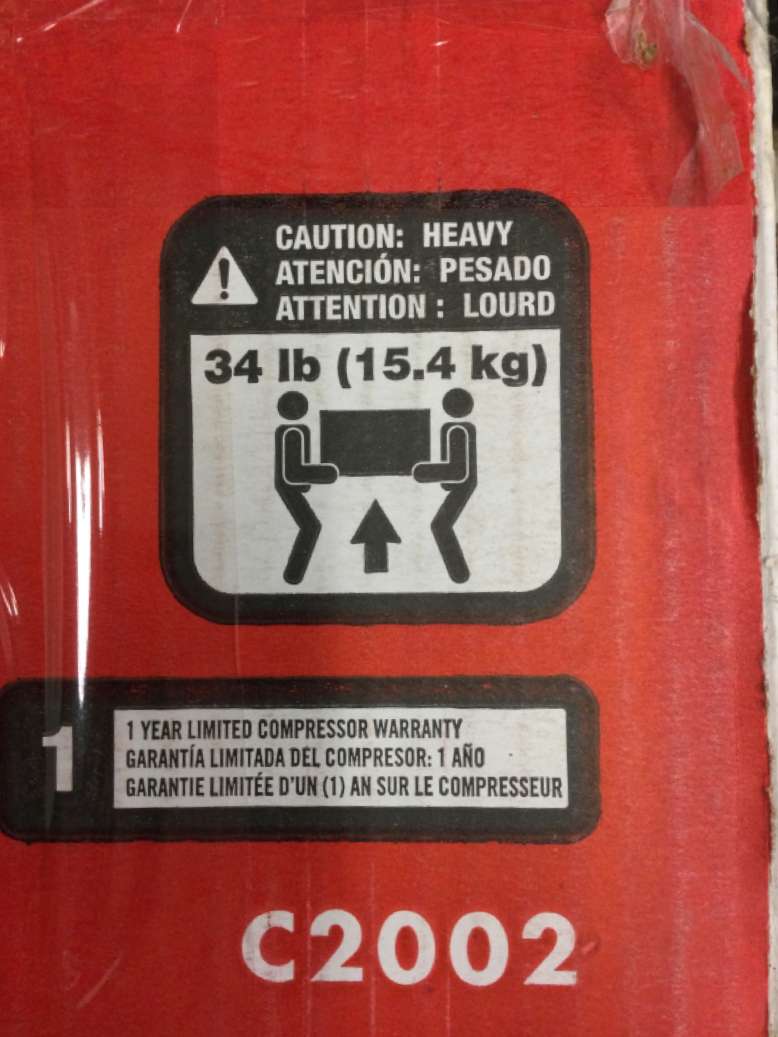 CAUTION: HEAVY
ATENCIÓN: PESADO
ATTENTION : LOURD
34 lb (15.4 kg)
1
1 YEAR LIMITED COMPRESSOR WARRANTY
GARANTÍA LIMITADA DEL COMPRESOR: 1 AÑO
GARANTIE LIMITÉE D'UN (1) AN SUR LE COMPRESSEUR
C2002